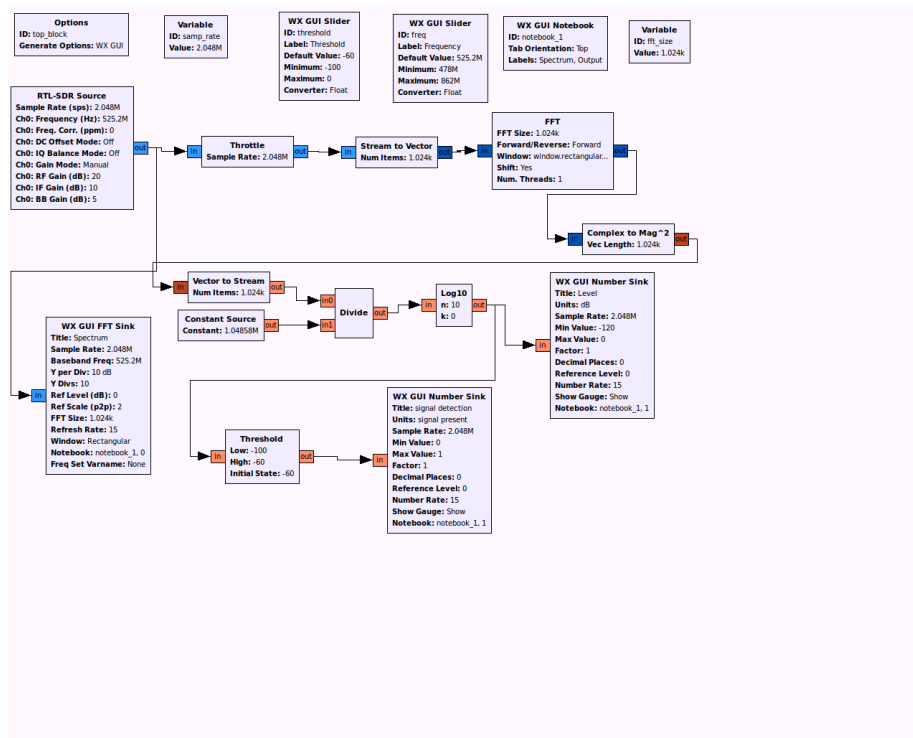 Options
ID: top_block
Generate Options: WX GUI
Variable
ID: samp_rate
Value: 2.048M
WX GUI Slider
ID: threshold
Label: Threshold
Default Value: -60
Minimum: -100
Maximum: 0
Converter: Float
WX GUI Slider
ID: freq
Label: Frequency
Default Value: 525.2M
Minimum: 478M
Maximum: 862M
Converter: Float
WX GUI Notebook
ID: notebook_1
Tab Orientation: Top
Labels: Spectrum, Output
Variable
ID: fft_size
Value: 1.024k
RTL-SDR Source
Sample Rate (sps): 2.048M
Ch0: Frequency (Hz): 525.2M
Ch0: Freq. Corr. (ppm): 0
Ch0: DC Offset Mode: Off
Ch0: IQ Balance Mode: Off
Ch0: Gain Mode: Manual
Ch0: RF Gain (dB): 20
Ch0: IF Gain (dB): 10
Ch0: BB Gain (dB): 5
out
in
Throttle
Sample Rate: 2.048M
out
in
Stream to Vector
Num Items: 1.024k
out
in
FFT
FFT Size: 1.024k
Forward/Reverse: Forward
Window: window.rectangular...
Shift: Yes
Num. Threads: 1
out
in
Complex to Mag^2
Vec Length: 1.024k
out
in
Vector to Stream
Num Items: 1.024k
out
Constant Source
Constant: 1.04858M
out
in0
in1
Divide
out
in
Log10
n: 10
k: 0
out
in
WX GUI Number Sink
Title: Level
Units: dB
Sample Rate: 2.048M
Min Value: -120
Max Value: 0
Factor: 1
Decimal Places: 0
Reference Level: 0
Number Rate: 15
Show Gauge: Show
Notebook: notebook_1, 1
in
WX GUI FFT Sink
Title: Spectrum
Sample Rate: 2.048M
Baseband Freq: 525.2M
Y per Div: 10 dB
Y Divs: 10
Ref Level (dB): 0
Ref Scale (p2p): 2
FFT Size: 1.024k
Refresh Rate: 15
Window: Rectangular
Notebook: notebook_1, 0
Freq Set Varname: None
in
Threshold
Low: -100
High: -60
Initial State: -60
out
in
WX GUI Number Sink
Title: signal detection
Units: signal present
Sample Rate: 2.048M
Min Value: 0
Max Value: 1
Factor: 1
Decimal Places: 0
Reference Level: 0
Number Rate: 15
Show Gauge: Show
Notebook: notebook_1, 1